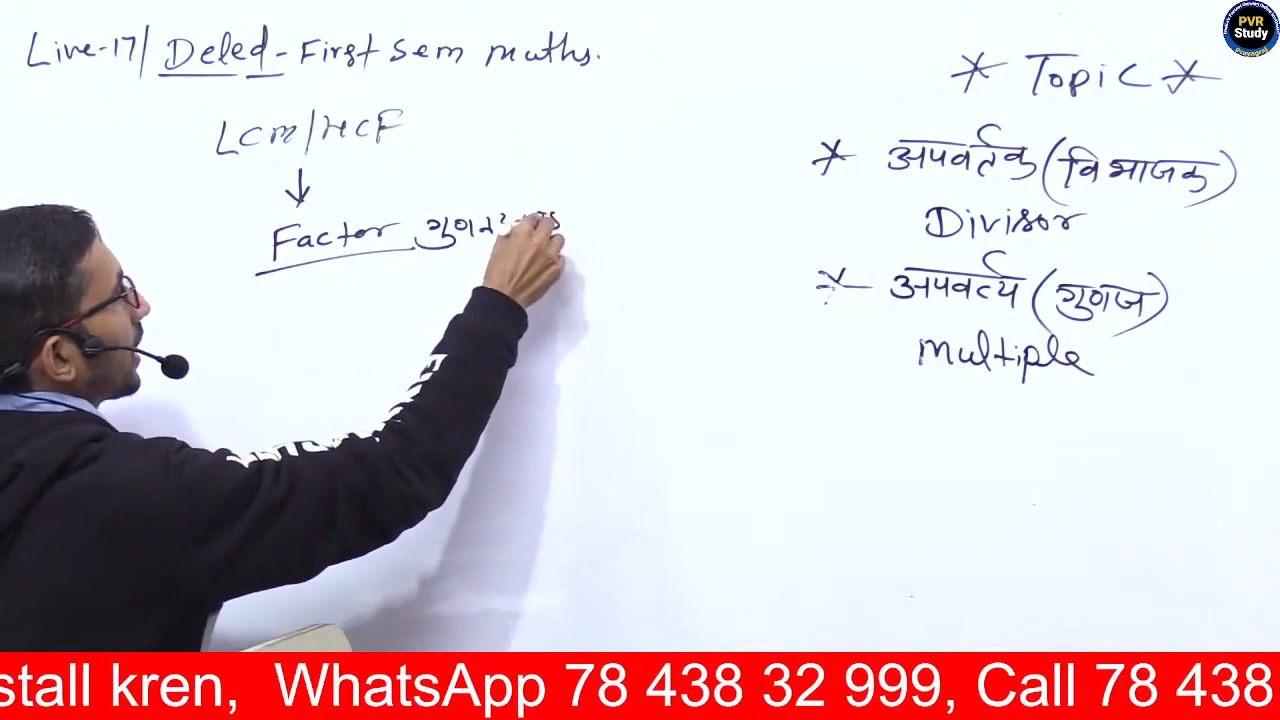 Live-17/ Deled - First Sem maths.
LCM/HCF
↓
Factor
* Topic *
* अपवर्तक (विभाजक)
Divisor
* अपवर्त्य (गुणज)
multiple
PVR
Study
Prayagraj
stall kren, WhatsApp 78 438 32 999, Call 78 438